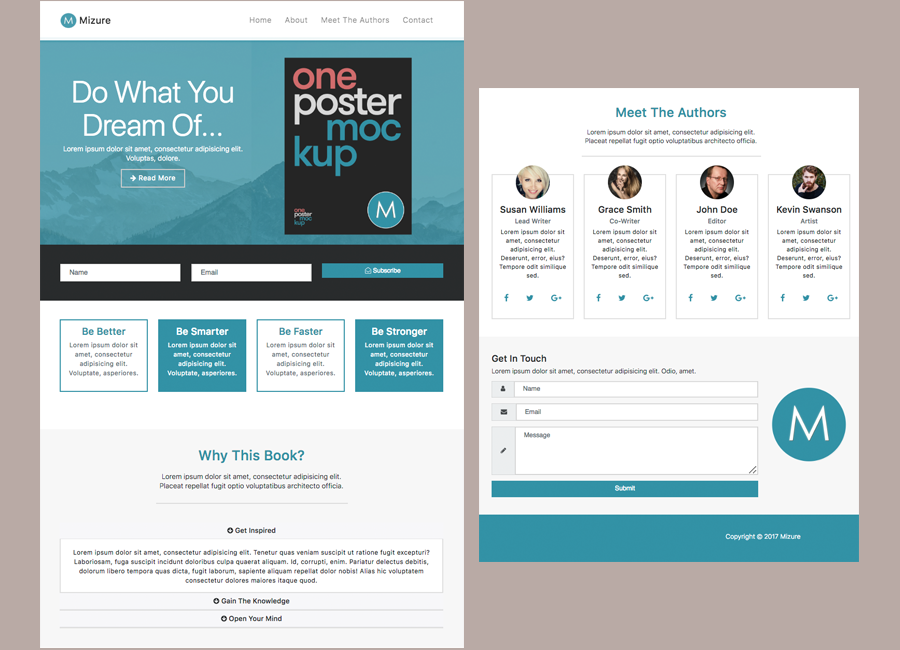 M Mizure
Home About Meet The Authors Contact
Do What You
Dream Of...
Lorem ipsum dolor sit amet, consectetur adipisicing elit.
Voluptas, dolore.
Read More
one
poster
moc
kup
one
poster
moc
kup
M
Name
Email
Subscribe
Be Better
Lorem ipsum dolor sit
amet, consectetur
adipisicing elit.
Voluptate, asperiores.
Be Smarter
Lorem ipsum dolor sit
amet, consectetur
adipisicing elit.
Voluptate, asperiores.
Be Faster
Lorem ipsum dolor sit
amet, consectetur
adipisicing elit.
Voluptate, asperiores.
Be Stronger
Lorem ipsum dolor sit
amet, consectetur
adipisicing elit.
Voluptate, asperiores.
Why This Book?
Lorem ipsum dolor sit amet, consectetur adipisicing elit.
Placeat repellat fugit optio voluptatibus architecto officia.
Get Inspired
Lorem ipsum dolor sit amet, consectetur adipisicing elit. Tenetur quas veniam suscipit ut ratione fugit excepturi?
Laboriosam, fuga suscipit incidunt doloribus culpa quaerat aliquam. Id, corrupti, enim. Pariatur delectus debitis,
dolorum libero tempora quas dicta, fugit laborum, sapiente aliquam repellat dolor nobis! Alias hic voluptatem
consectetur dolores maiores itaque quod.
Gain The Knowledge
Open Your Mind
Meet The Authors
Lorem ipsum dolor sit amet, consectetur adipisicing elit.
Placeat repellat fugit optio voluptatibus architecto officia.
Susan Williams
Lead Writer
Lorem ipsum dolor sit
amet, consectetur
adipisicing elit.
Deserunt, error, eius?
Tempore odit similique
sed.
G+
Grace Smith
Co-Writer
Lorem ipsum dolor sit
amet, consectetur
adipisicing elit.
Deserunt, error, eius?
Tempore odit similique
sed.
G+
John Doe
Editor
Lorem ipsum dolor sit
amet, consectetur
adipisicing elit.
Deserunt, error, eius?
Tempore odit similique
sed.
G+
Kevin Swanson
Artist
Lorem ipsum dolor sit
amet, consectetur
adipisicing elit.
Deserunt, error, eius?
Tempore odit similique
sed.
G+
Get In Touch
Lorem ipsum dolor sit amet, consectetur adipisicing elit. Odio, amet.
Name
Email
Message
Submit
M
Copyright © 2017 Mizure